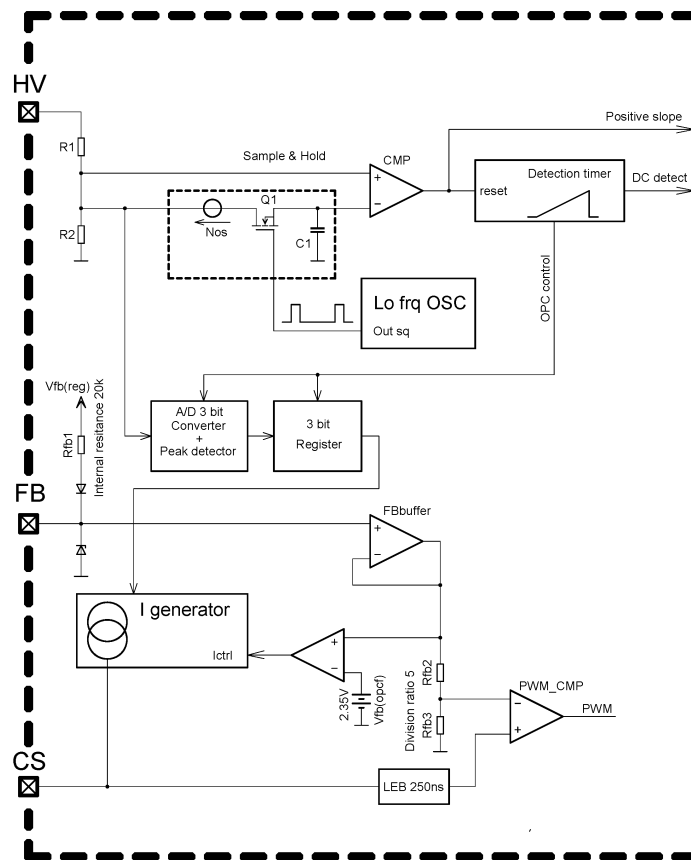 HV
Positive slope
R1
Sample & Hold
CMP
+
−
reset
Detection timer
DC detect
Q1
R2
Nos
C1
OPC control
Lo frq OSC
Out sq
Vfb(reg)
Rfb1
Internal resitance 20k
A/D 3 bit
Converter
+
Peak detector
3 bit
Register
FB
FBbuffer
+
−
I generator
Ictrl
+
−
2.35V
Vfb(opcf)
Rfb2
Division ratio 5
Rfb3
PWM_CMP
−
+
PWM
CS
LEB 250ns